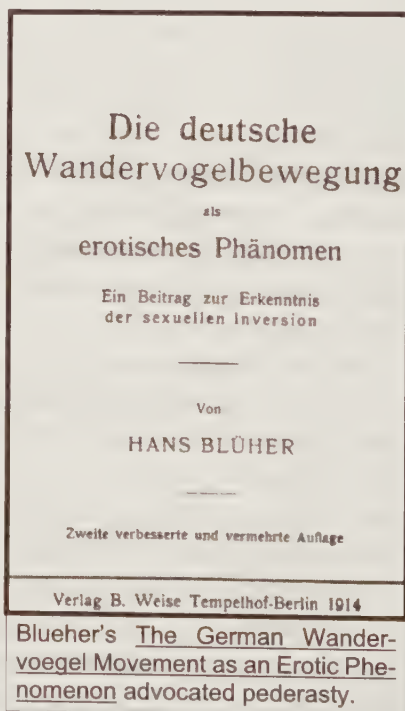 Die deutsche
Wandervogelbewegung
als
erotisches Phänomen
Ein Beitrag zur Erkenntnis
der sexuellen Inversion
Von
HANS BLÜHER
Zweite verbesserte und vermehrte Auflage
Verlag B. Weise Tempelhof-Berlin 1914
Blueher's The German Wander-
voegel Movement as an Erotic Phe-
nomenon advocated pederasty.